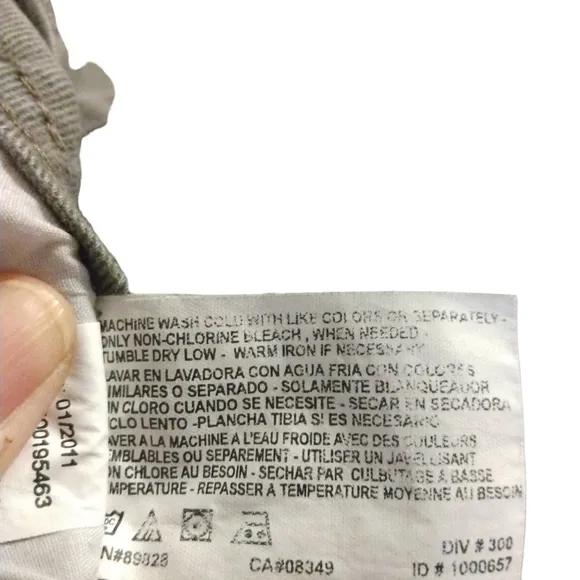 MACHINE WASH COLD WITH LIKE COLORS OR SEPARATELY -
ONLY NON-CHLORINE BLEACH , WHEN NEEDED -
TUMBLE DRY LOW - WARM IRON IF NECESSARY
LAVAR EN LAVADORA CON AGUA FRIA CON COLORES
SIMILARES O SEPARADO - SOLAMENTE BLANQUEADOR
SIN CLORO CUANDO SE NECESITE - SECAR EN SECADORA
CICLO LENTO - PLANCHA TIBIA SI ES NECESARIO
LAVER A LA MACHINE A L'EAU FROIDE AVEC DES COULEURS
EMBLABLES OU SEPAREMENT - UTILISER UN JAVELLISANT
ON CHLORE AU BESOIN - SECHAR PAR CULBUTAGE A BASSE
EMPERATURE - REPASSER A TEMPERATURE MOYENNE AU BESOIN
N#89828 CA#08349 DIV # 300
ID # 1000657
01/2011
00195463